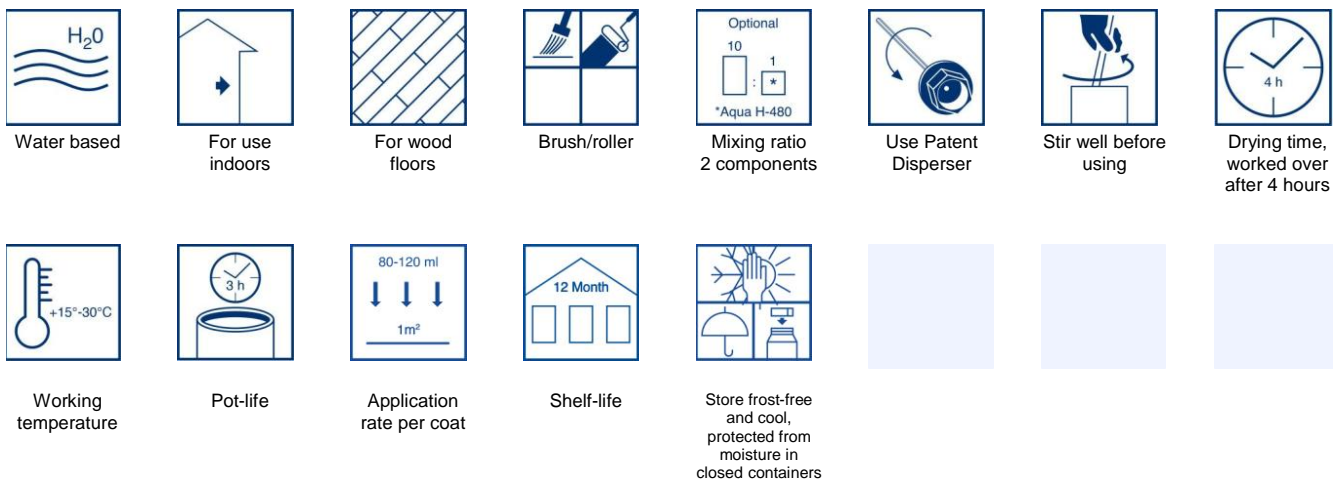 H₂0
Water based
For use
indoors
For wood
floors
Brush/roller
Optional
10
1
:
*
*Aqua H-480
Mixing ratio
2 components
Use Patent
Disperser
Stir well before
using
4 h
Drying time,
worked over
after 4 hours
+15°-30°C
Working
temperature
3 h
Pot-life
80-120 ml
1m²
Application
rate per coat
12 Month
Shelf-life
Store frost-free
and cool,
protected from
moisture in
closed containers